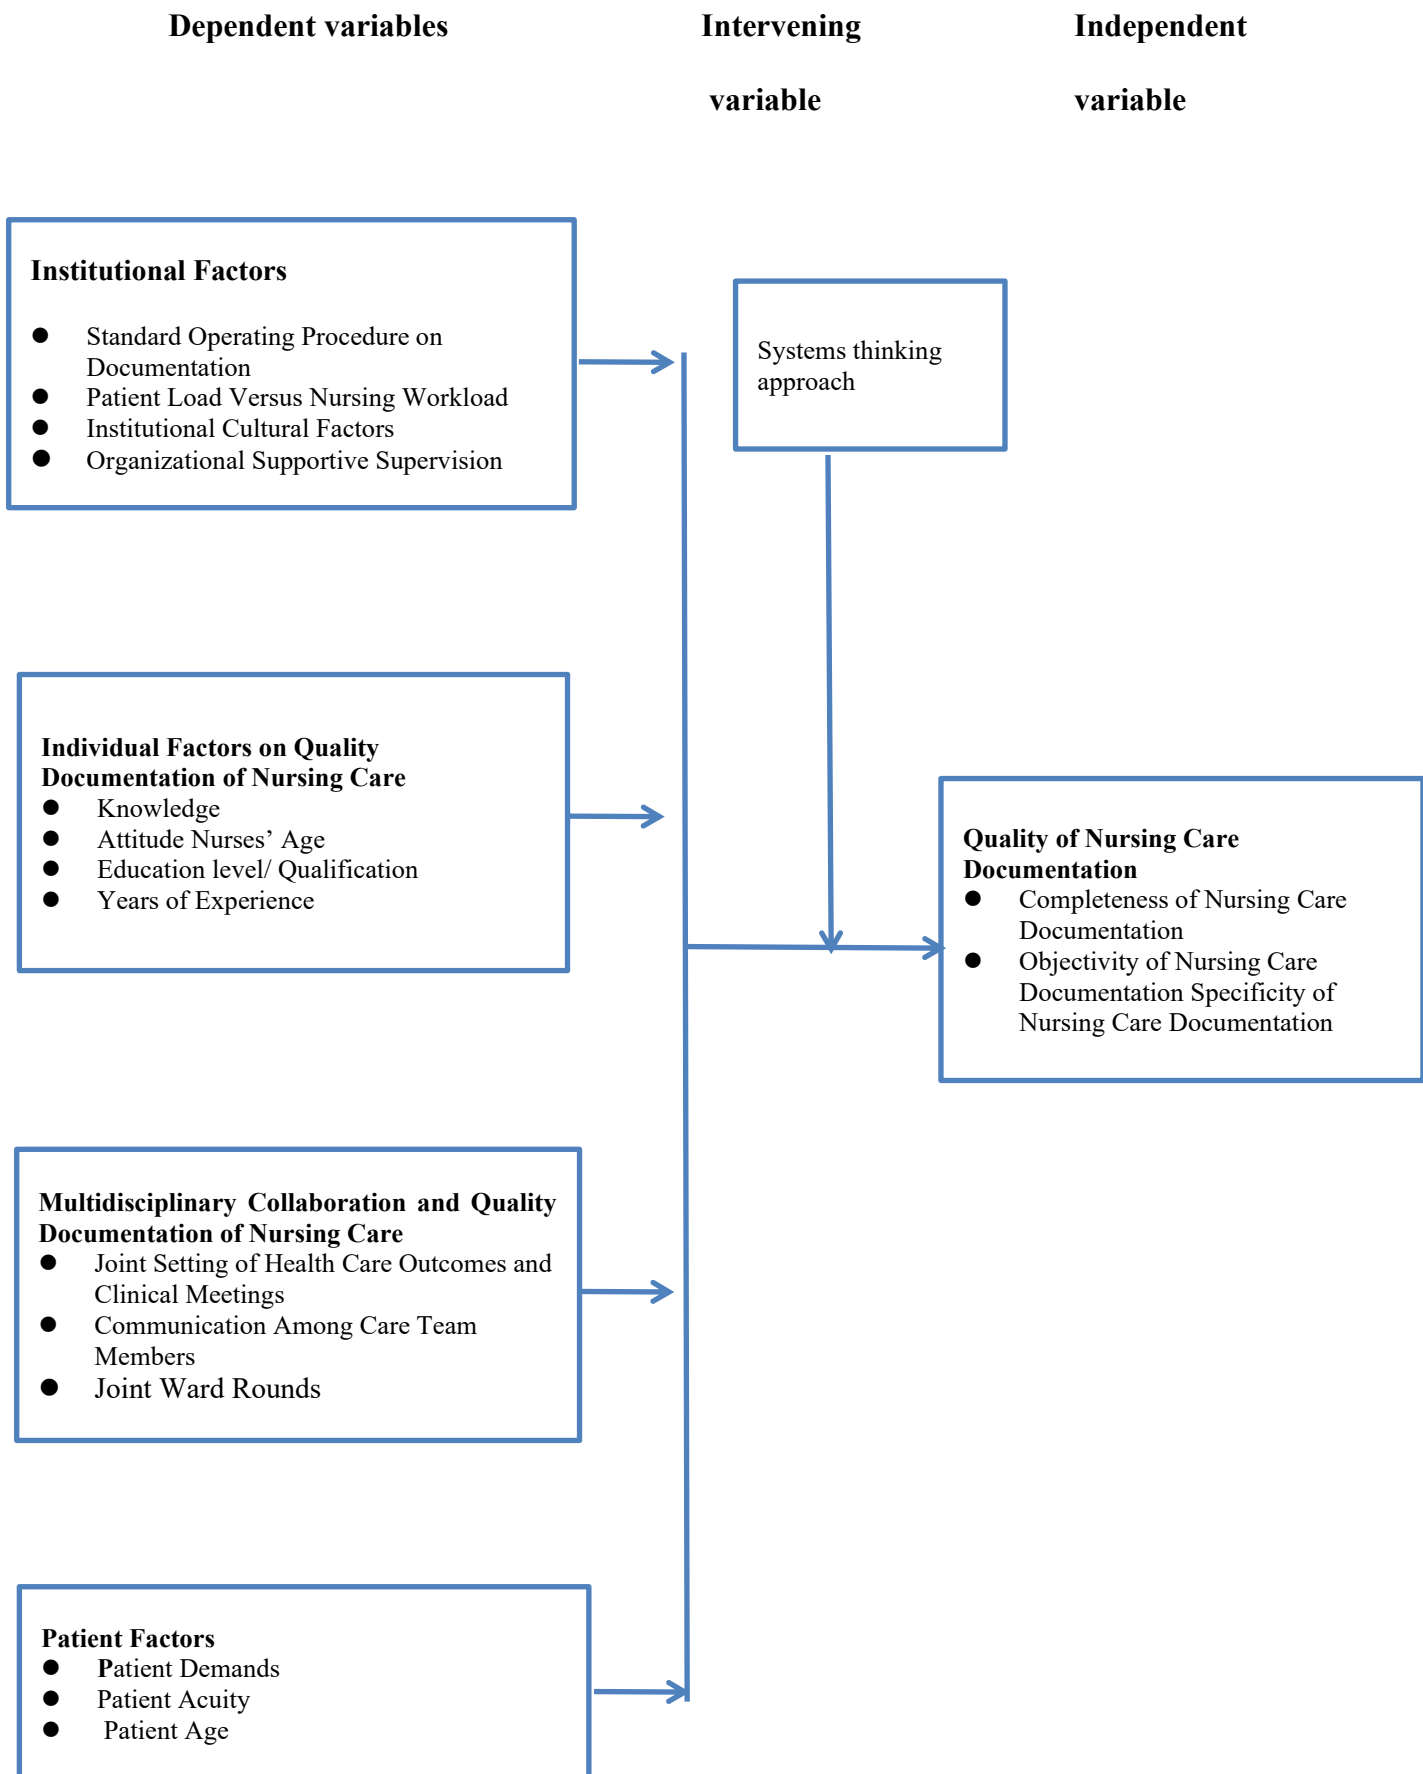 Dependent variables
Intervening
variable
Independent
variable
Institutional Factors
● Standard Operating Procedure on
Documentation
● Patient Load Versus Nursing Workload
● Institutional Cultural Factors
● Organizational Supportive Supervision
Systems thinking
approach
Individual Factors on Quality
Documentation of Nursing Care
● Knowledge
● Attitude Nurses’ Age
● Education level/ Qualification
● Years of Experience
Quality of Nursing Care
Documentation
● Completeness of Nursing Care
Documentation
● Objectivity of Nursing Care
Documentation Specificity of
Nursing Care Documentation
Multidisciplinary Collaboration and Quality
Documentation of Nursing Care
● Joint Setting of Health Care Outcomes and
Clinical Meetings
● Communication Among Care Team
Members
● Joint Ward Rounds
Patient Factors
● Patient Demands
● Patient Acuity
● Patient Age